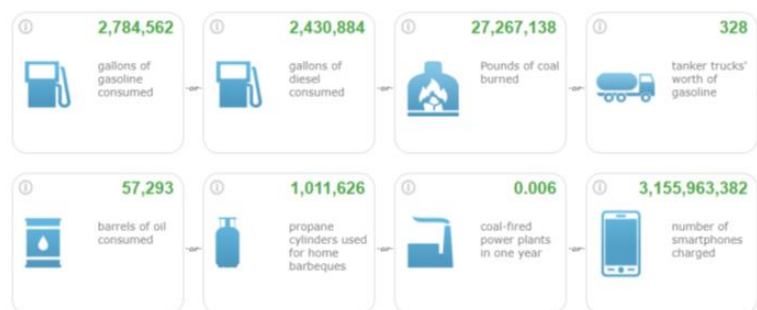 2,784,562
gallons of
gasoline
consumed
-or-
2,430,884
gallons of
diesel
consumed
-or-
27,267,138
Pounds of coal
burned
-or-
328
tanker trucks'
worth of
gasoline
57,293
barrels of oil
consumed
-or-
1,011,626
propane
cylinders used
for home
barbeques
-or-
0.006
coal-fired
power plants
in one year
-or-
3,155,963,382
number of
smartphones
charged